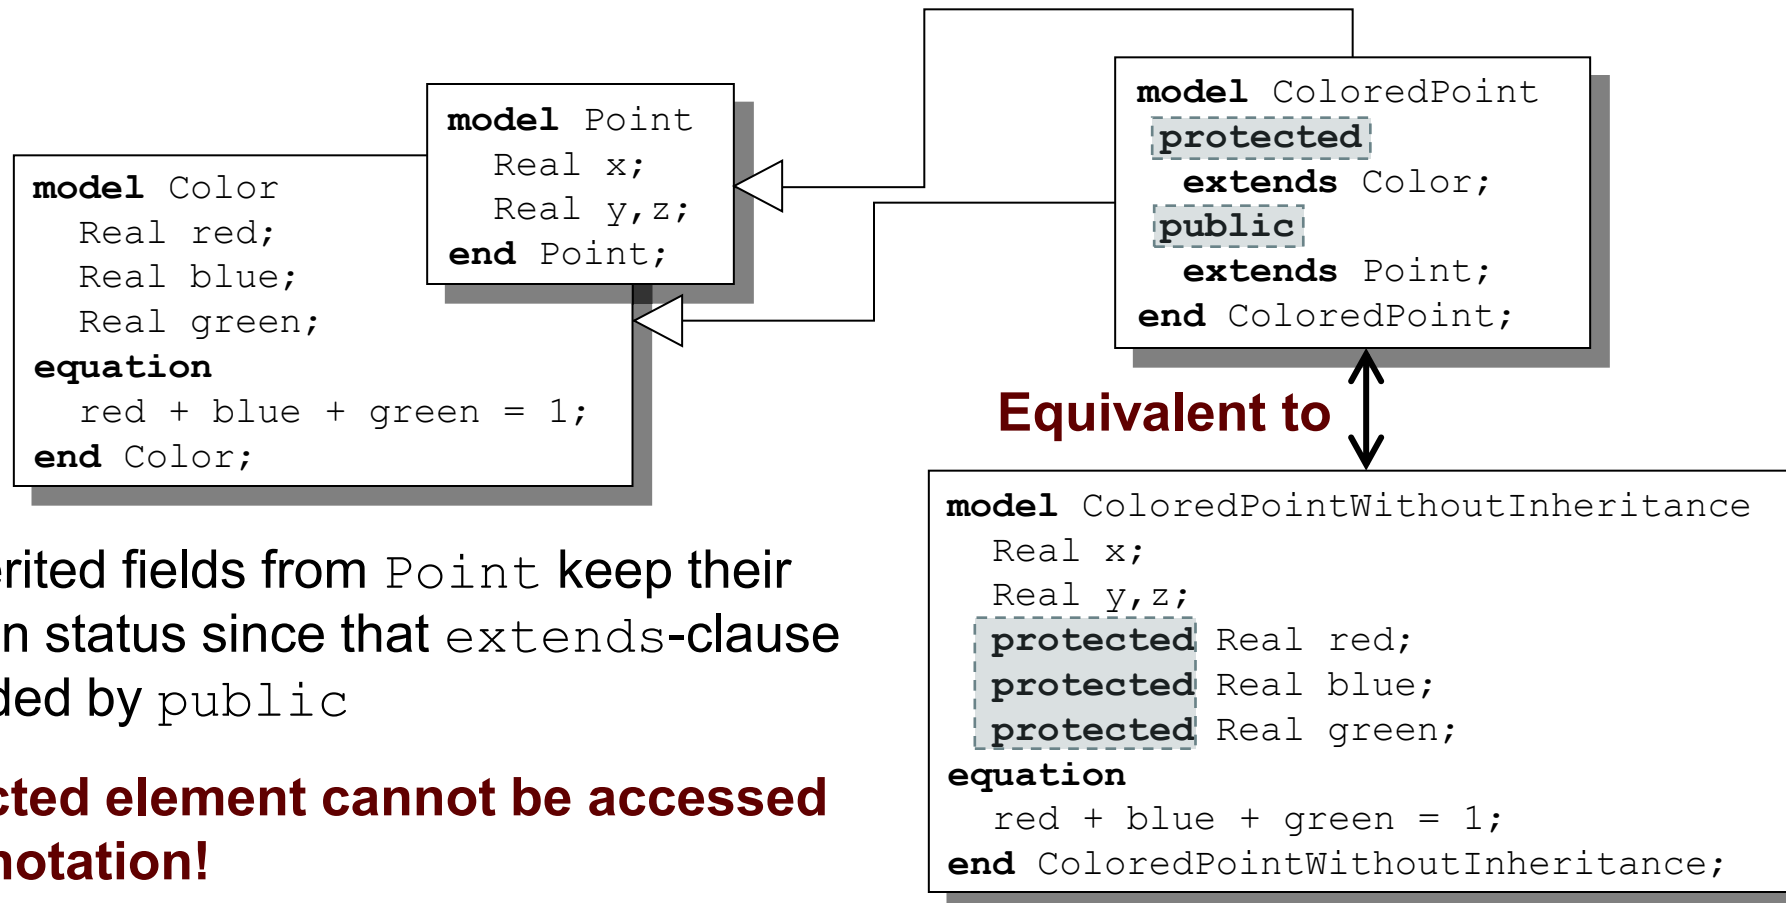 model Point
Real x;
Real y,z;
end Point;
model Color
Real red;
Real blue;
Real green;
equation
red + blue + green = 1;
end Color;
model ColoredPoint
protected
extends Color;
public
extends Point;
end ColoredPoint;
Equivalent to
model ColoredPointWithoutInheritance
Real x;
Real y,z;
protected Real red;
protected Real blue;
protected Real green;
equation
red + blue + green = 1;
end ColoredPointWithoutInheritance;
erited fields from Point keep their
n status since that extends-clause
ded by public
cted element cannot be accessed
notation!